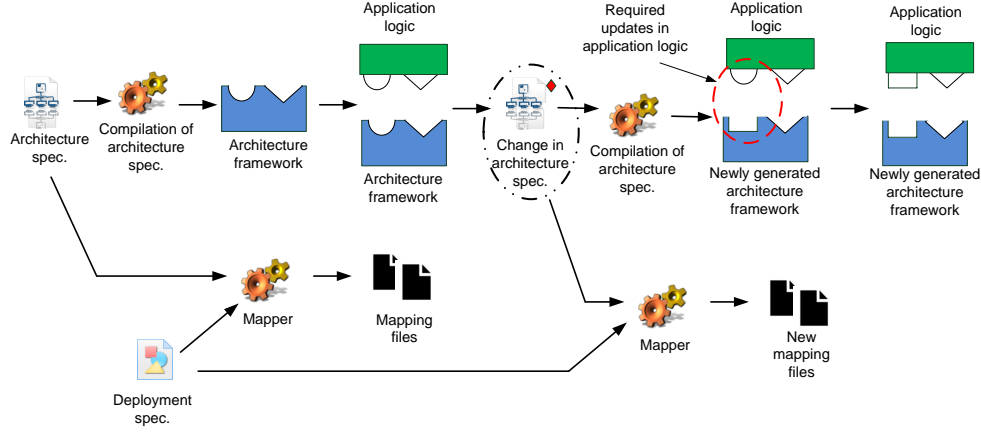 Application
logic
Required
updates in
application logic
Application
logic
Application
logic
Architecture
spec.
Compilation of
architecture
spec.
Architecture
framework
Architecture
framework
Change in
architecture
spec.
Compilation of
architecture
spec.
Newly generated
architecture
framework
Newly generated
architecture
framework
Mapper
Mapping
files
Mapper
New
mapping
files
Deployment
spec.